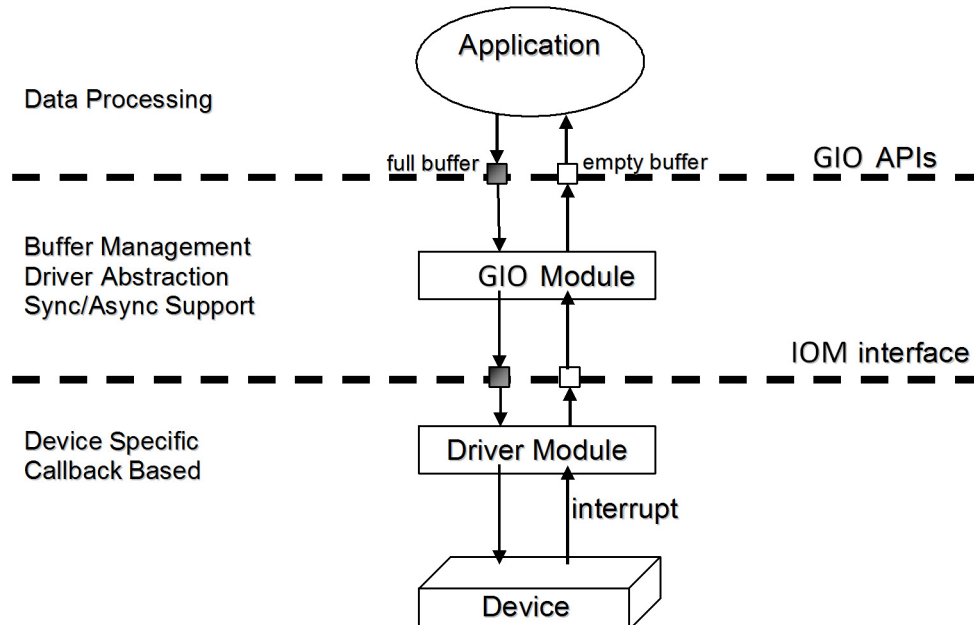 Application
Data Processing
full buffer
empty buffer
GIO APIs
Buffer Management
Driver Abstraction
Sync/Async Support
GIO Module
IOM interface
Device Specific
Callback Based
Driver Module
interrupt
Device